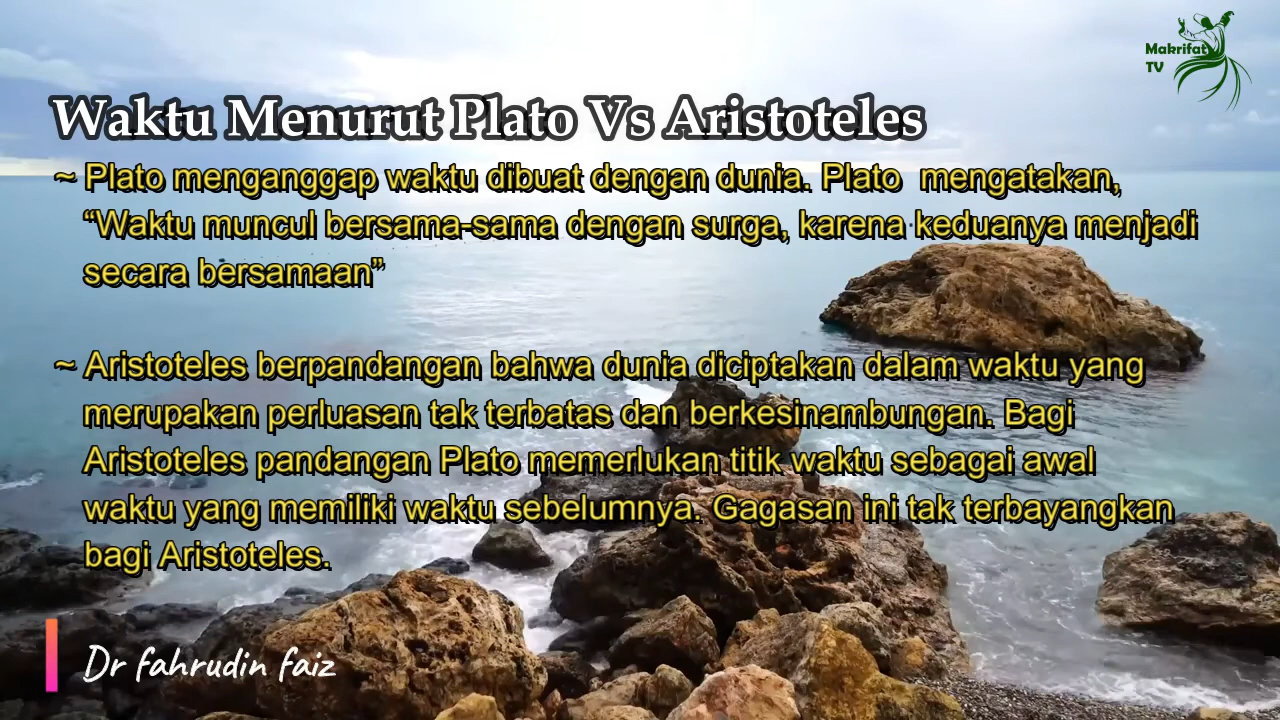 Makrifat
TV
Waktu Menurut Plato Vs Aristoteles
~ Plato menganggap waktu dibuat dengan dunia. Plato mengatakan,
“Waktu muncul bersama-sama dengan surga, karena keduanya menjadi
secara bersamaan”
~ Aristoteles berpandangan bahwa dunia diciptakan dalam waktu yang
merupakan perluasan tak terbatas dan berkesinambungan. Bagi
Aristoteles pandangan Plato memerlukan titik waktu sebagai awal
waktu yang memiliki waktu sebelumnya. Gagasan ini tak terbayangkan
bagi Aristoteles.
Dr fahrudin faiz